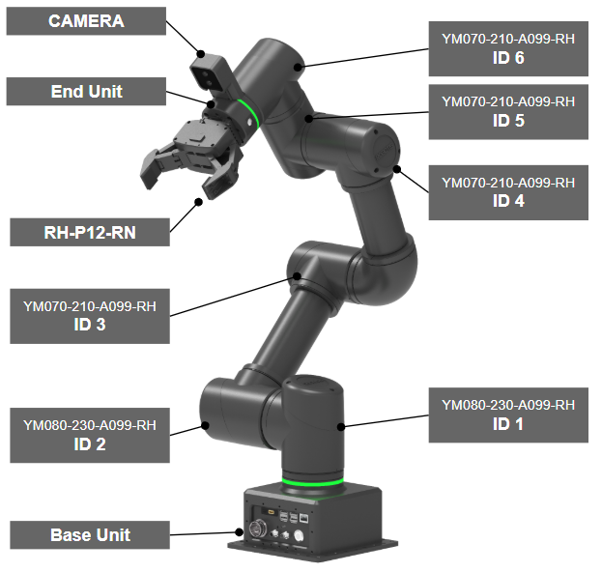 CAMERA
End Unit
RH-P12-RN
YM070-210-A099-RH
ID 6
YM070-210-A099-RH
ID 5
YM070-210-A099-RH
ID 4
YM070-210-A099-RH
ID 3
YM080-230-A099-RH
ID 2
YM080-230-A099-RH
ID 1
Base Unit